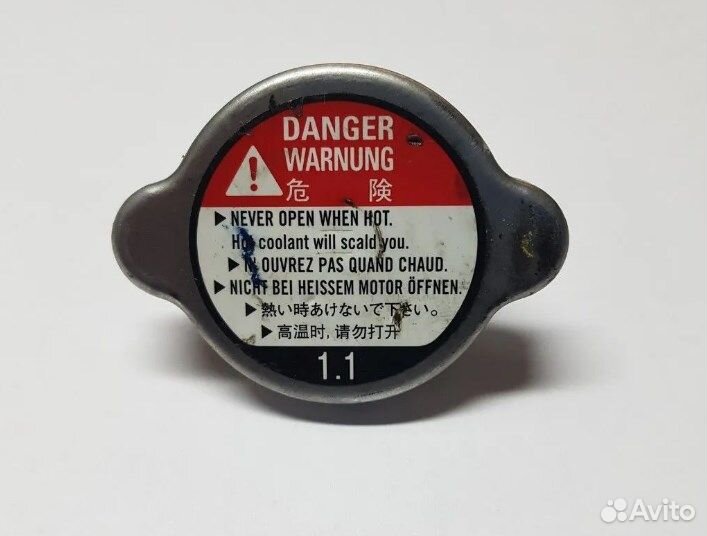 DANGER
WARNUNG
危 険
▶ NEVER OPEN WHEN HOT.
Hot coolant will scald you.
▶ N OUVREZ PAS QUAND CHAUD.
▶ NICHT BEI HEISSEM MOTOR ÖFFNEN.
▶ 熱い時あけないで下さい。
▶ 高温时, 请勿打开
1.1
Avito